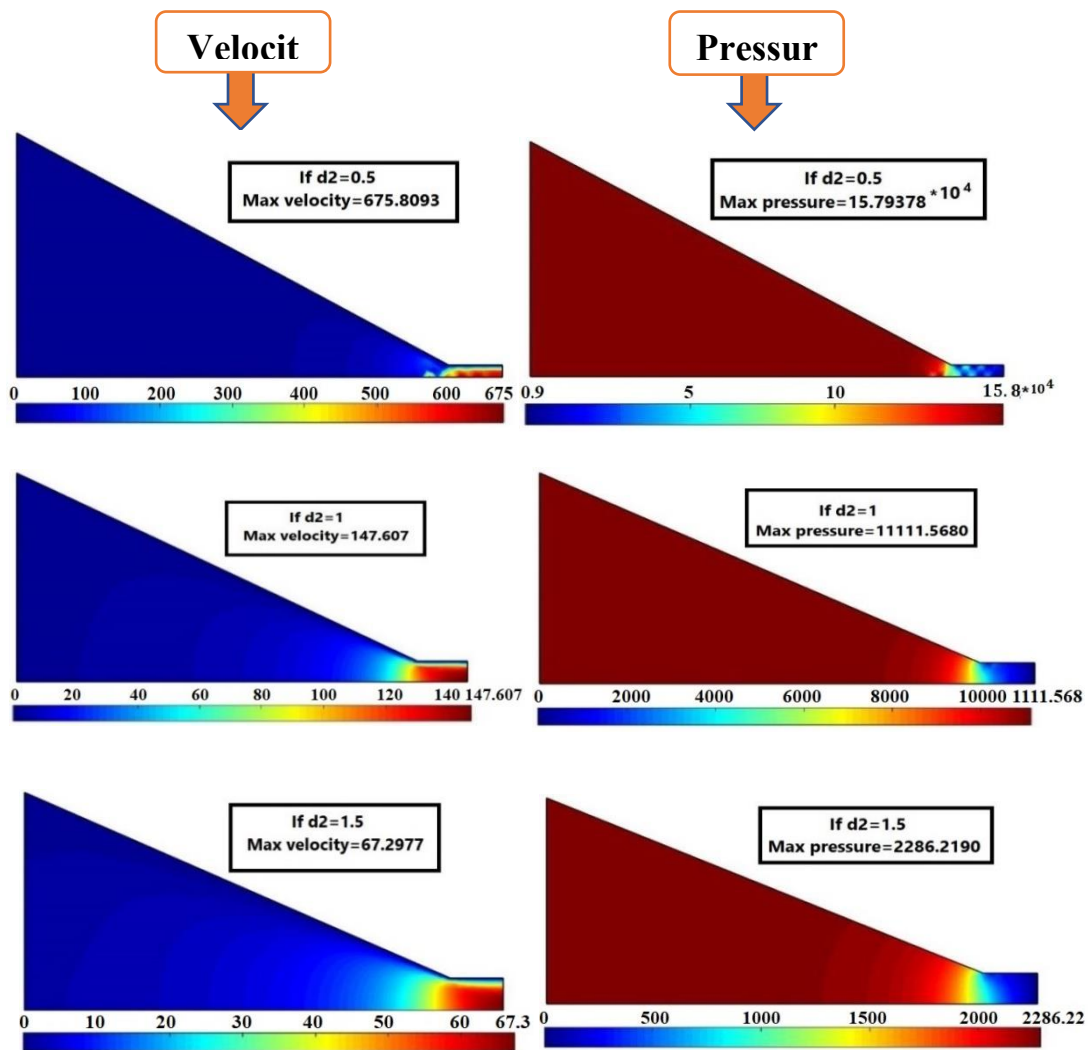 Velocit
Pressur
If d2=0.5
Max velocity=675.8093
If d2=0.5
Max pressure=15.79378 *10^4
0 100 200 300 400 500 600 675
0.9 5 10 15.8*10^4
If d2=1
Max velocity=147.607
If d2=1
Max pressure=11111.5680
0 20 40 60 80 100 120 140 147.607
0 2000 4000 6000 8000 10000 1111.568
If d2=1.5
Max velocity=67.2977
If d2=1.5
Max pressure=2286.2190
0 10 20 30 40 50 60 67.3
0 500 1000 1500 2000 2286.22